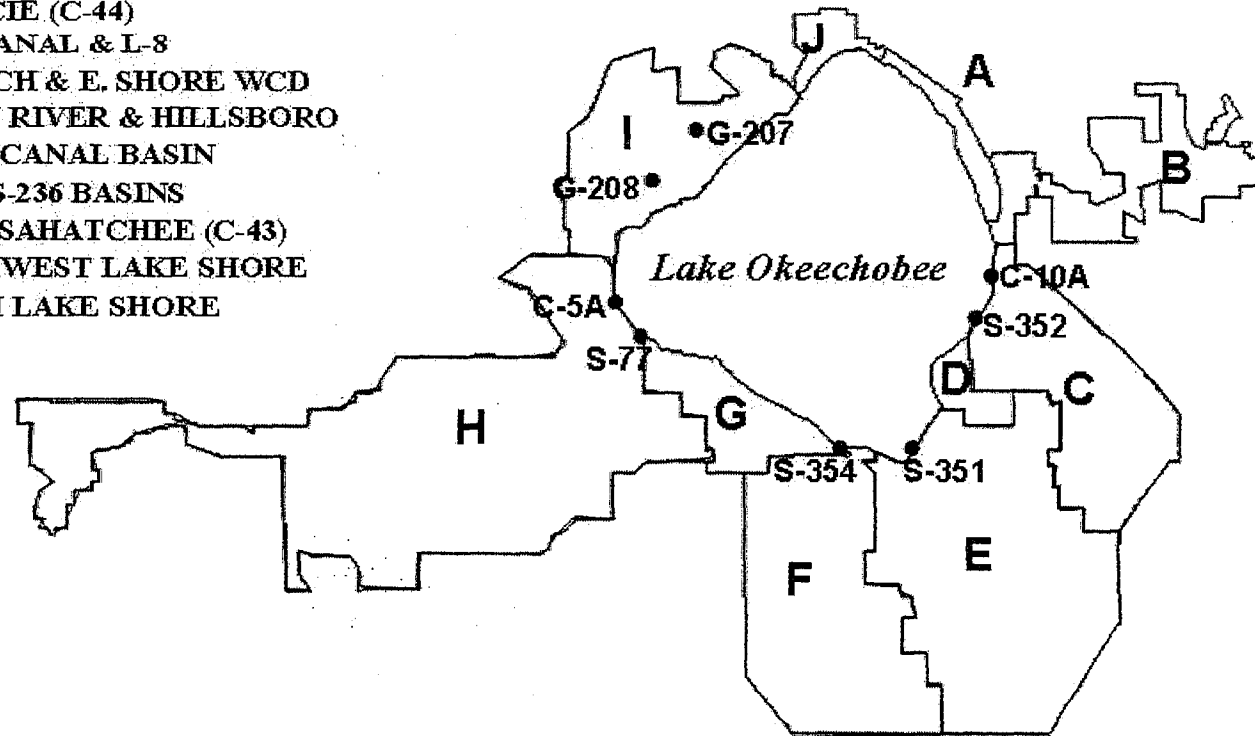 CIE (C-44)
ANAL & L-8
CH & E. SHORE WCD
RIVER & HILLSBORO
CANAL BASIN
S-236 BASINS
SAHATCHEE (C-43)
WEST LAKE SHORE
LAKE SHORE
J
A
I
G-207
B
G-208
Lake Okeechobee
C-10A
C-5A
S-352
S-77
D
C
G
H
S-354
S-351
E
F